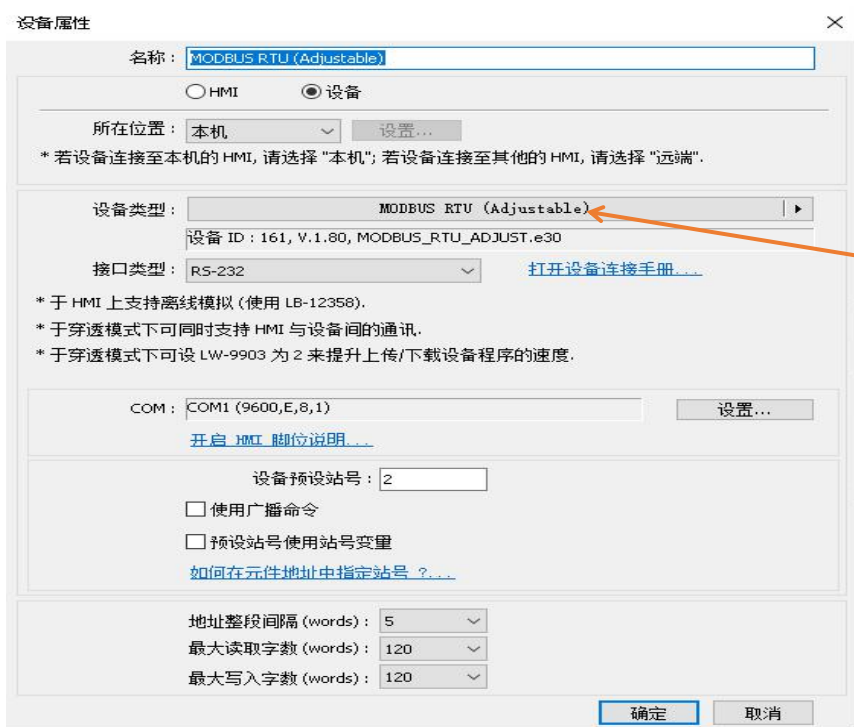 设备属性
名称： MODBUS RTU (Adjustable)
HMI 设备
所在位置： 本机 设置...
* 若设备连接至本机的 HMI, 请选择 "本机"; 若设备连接至其他的 HMI, 请选择 "远端".
设备类型： MODBUS RTU (Adjustable)
设备 ID : 161, V.1.80, MODBUS_RTU_ADJUST.e30
接口类型： RS-232 打开设备连接手册...
* 于 HMI 上支持离线模拟 (使用 LB-12358).
* 于穿透模式下可同时支持 HMI 与设备间的通讯.
* 于穿透模式下可设 LW-9903 为 2 来提升上传/下载设备程序的速度.
COM : COM1 (9600,E,8,1) 设置...
开启 HMI 脚位说明...
设备预设站号： 2
使用广播命令
预设站号使用站号变量
如何在元件地址中指定站号 ?...
地址整段间隔 (words) : 5
最大读取字数 (words) : 120
最大写入字数 (words) : 120
确定 取消